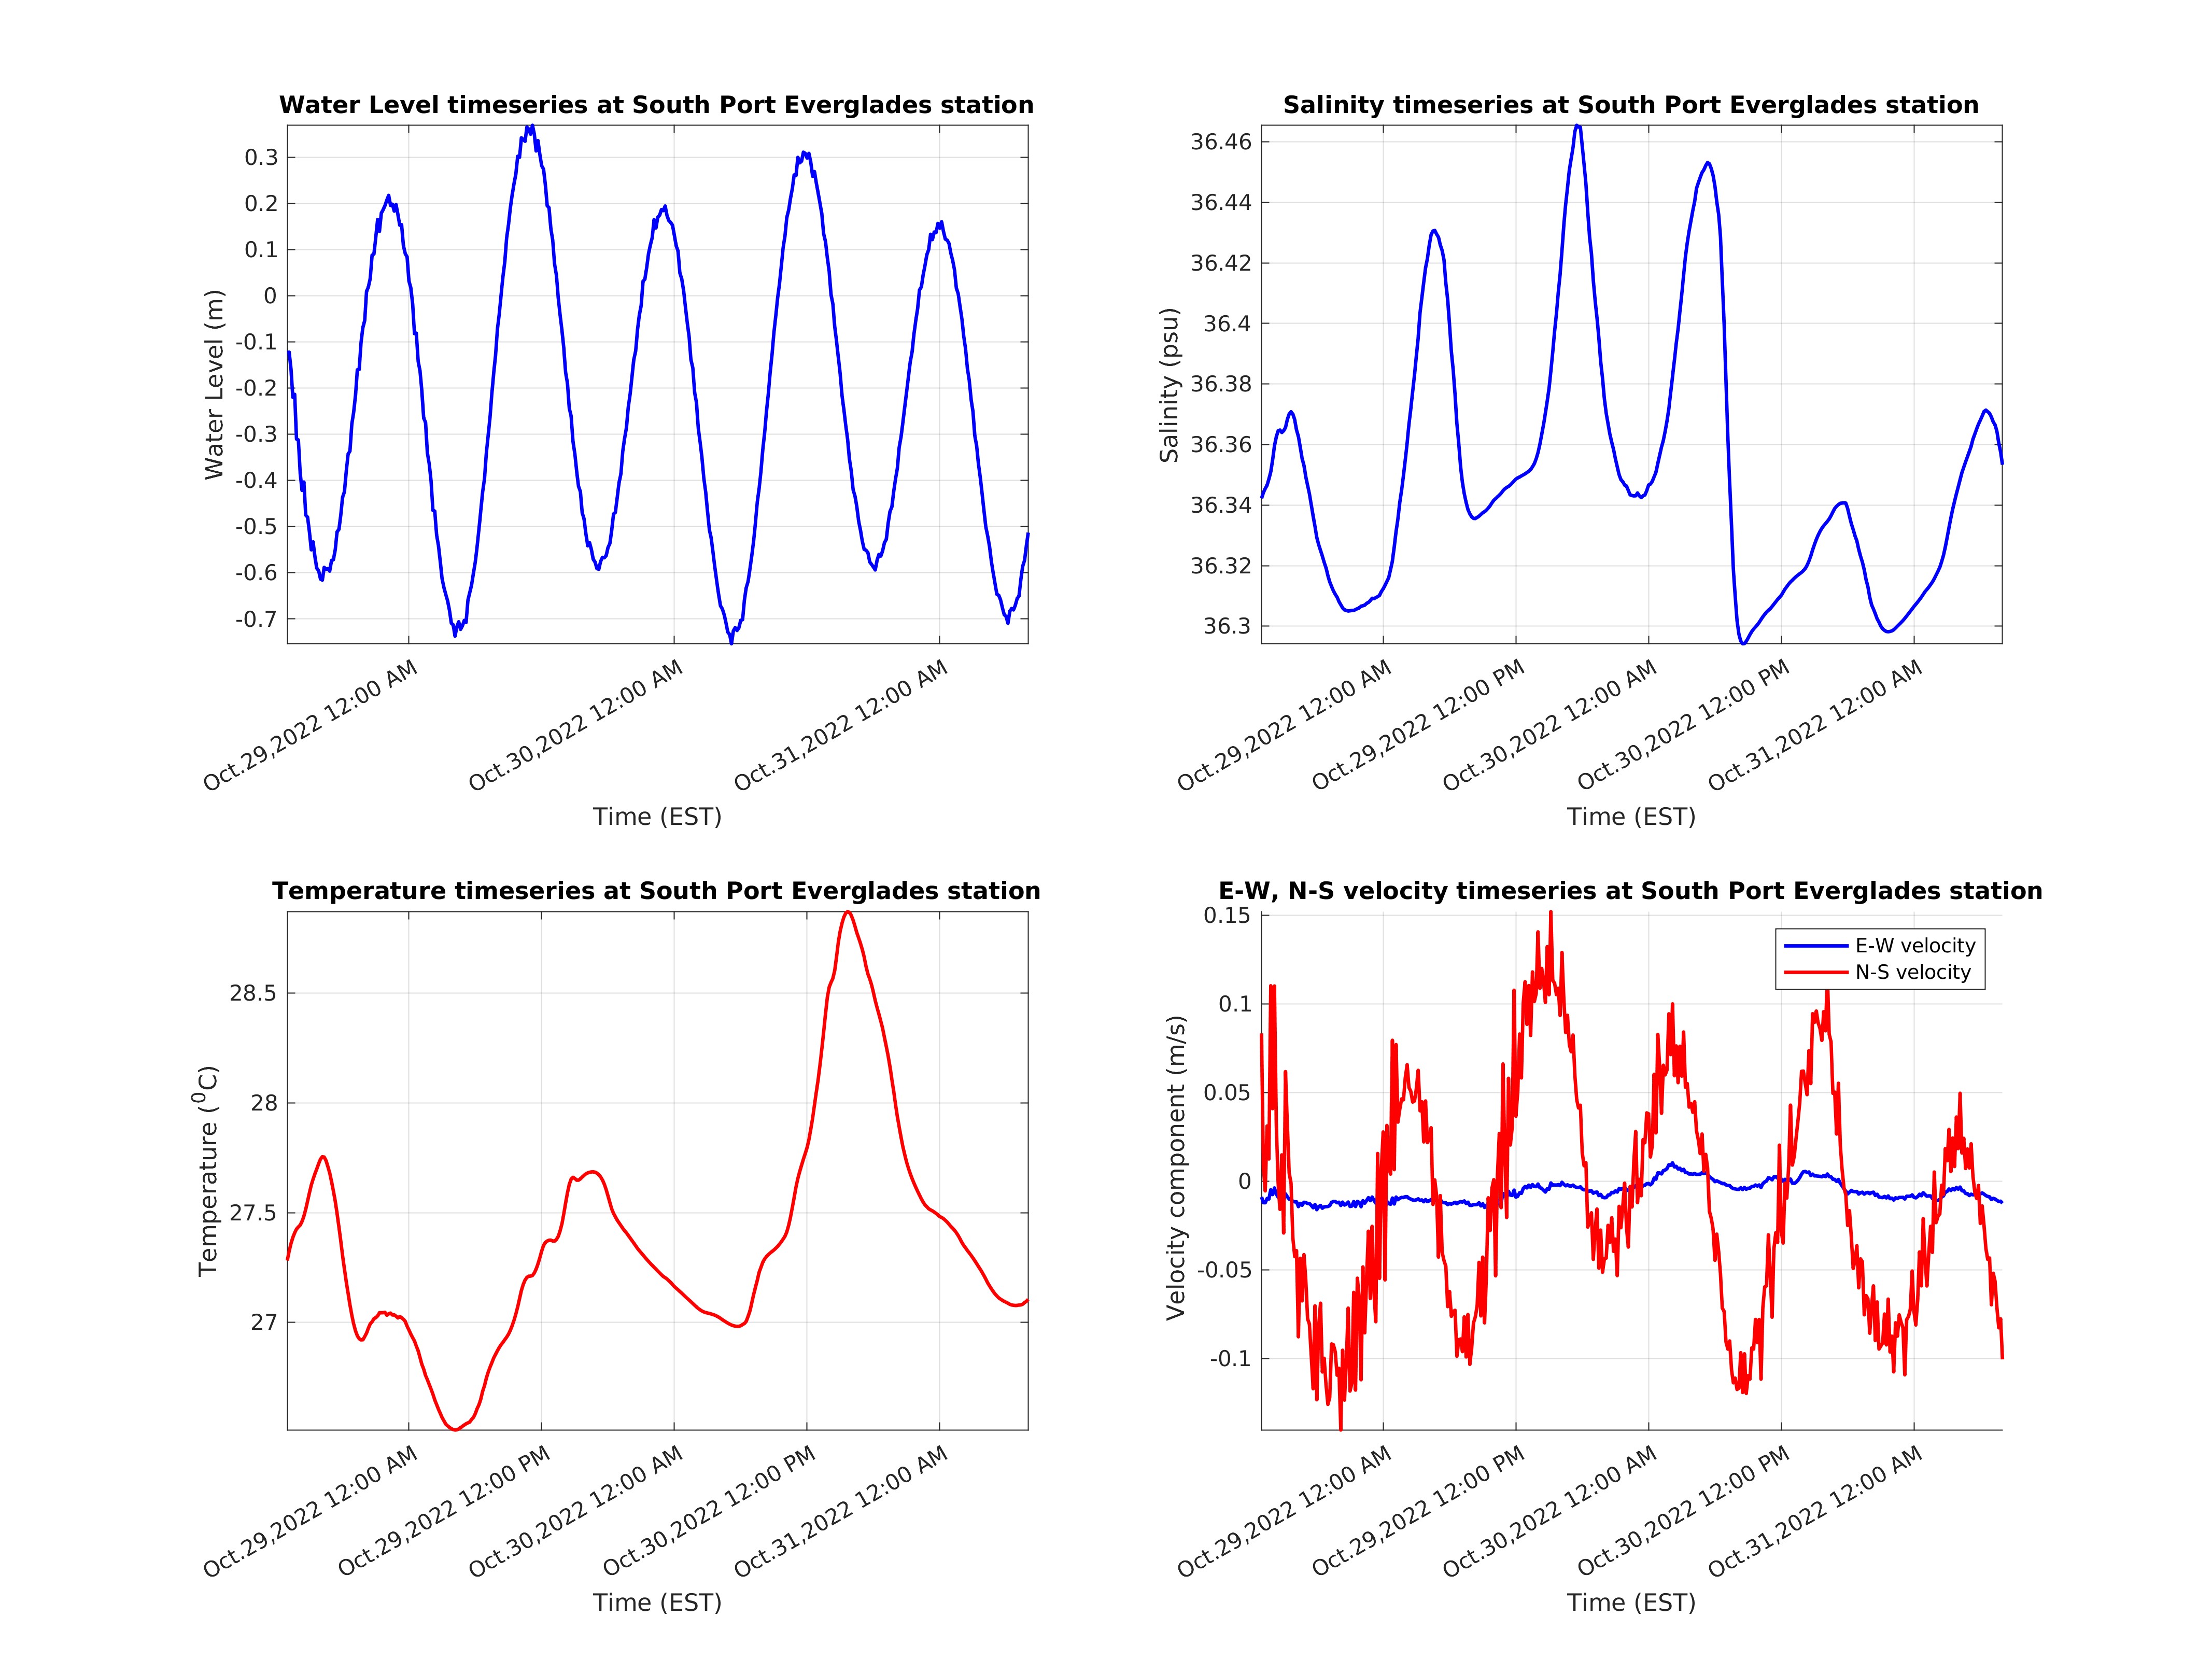 Water Level timeseries at South Port Everglades station
0.3
0.2
0.1
0
-0.1
-0.2
-0.3
-0.4
-0.5
-0.6
-0.7
Water Level (m)
Oct.29,2022 12:00 AM
Oct.30,2022 12:00 AM
Oct.31,2022 12:00 AM
Time (EST)
Salinity timeseries at South Port Everglades station
36.46
36.44
36.42
36.4
36.38
36.36
36.34
36.32
36.3
Salinity (psu)
Oct.29,2022 12:00 AM
Oct.29,2022 12:00 PM
Oct.30,2022 12:00 AM
Oct.30,2022 12:00 PM
Oct.31,2022 12:00 AM
Time (EST)
Temperature timeseries at South Port Everglades station
28.5
28
27.5
27
Temperature (⁰C)
Oct.29,2022 12:00 AM
Oct.29,2022 12:00 PM
Oct.30,2022 12:00 AM
Oct.30,2022 12:00 PM
Oct.31,2022 12:00 AM
Time (EST)
E-W, N-S velocity timeseries at South Port Everglades station
0.15
0.1
0.05
0
-0.05
-0.1
Velocity component (m/s)
E-W velocity
N-S velocity
Oct.29,2022 12:00 AM
Oct.29,2022 12:00 PM
Oct.30,2022 12:00 AM
Oct.30,2022 12:00 PM
Oct.31,2022 12:00 AM
Time (EST)